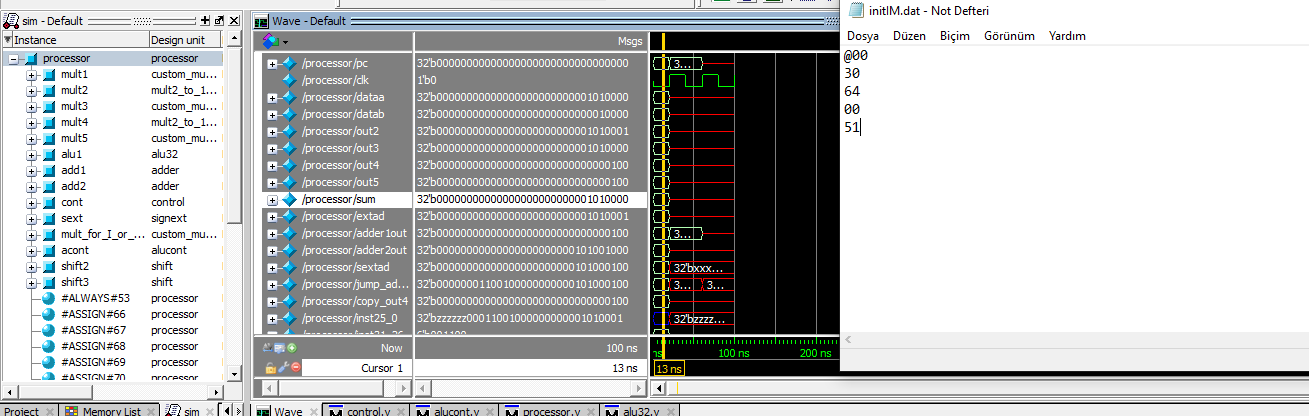 sim - Default
Instance
Design unit
processor processor
mult1 custom_mu...
mult2 mult2_to_1...
mult3 custom_mu...
mult4 mult2_to_1...
mult5 custom_mu...
alu1 alu32
add1 adder
add2 adder
cont control
sext signext
mult_for_I_or_... custom_mu...
acont alucont
shift2 shift
shift3 shift
#ALWAYS#53 processor
#ASSIGN#66 processor
#ASSIGN#67 processor
#ASSIGN#68 processor
#ASSIGN#69 processor
#ASSIGN#70 processor
Project
Memory List
sim
Wave - Default
Msgs
/processor/pc 32'b00000000000000000000000000000000 3...
/processor/clk 1'b0
/processor/dataa 32'b00000000000000000000000001010000
/processor/datab 32'b00000000000000000000000001010000
/processor/out2 32'b00000000000000000000000001010001
/processor/out3 32'b00000000000000000000000001010000
/processor/out4 32'b00000000000000000000000000000100
/processor/out5 32'b00000000000000000000000000000100
/processor/sum 32'b00000000000000000000000001010000
/processor/extad 32'b00000000000000000000000001010001
/processor/adder1out 32'b00000000000000000000000000000100 3...
/processor/adder2out 32'b00000000000000000000000101001000
/processor/sextad 32'b00000000000000000000000101000100 32'bxxx...
/processor/jump_ad... 32'b00000001100100000000000101000100 3... 3...
/processor/copy_out4 32'b00000000000000000000000000000100
/processor/inst25_0 32'bzzzzzz00011001000000000001010001 32'bzzzz...
Now 100 ns
100 ns 200 ns
Cursor 1 13 ns
13 ns
Wave
control.v
alucont.v
processor.v
alu32.v
initIM.dat - Not Defteri
Dosya Düzen Biçim Görünüm Yardım
@00
30
64
00
51